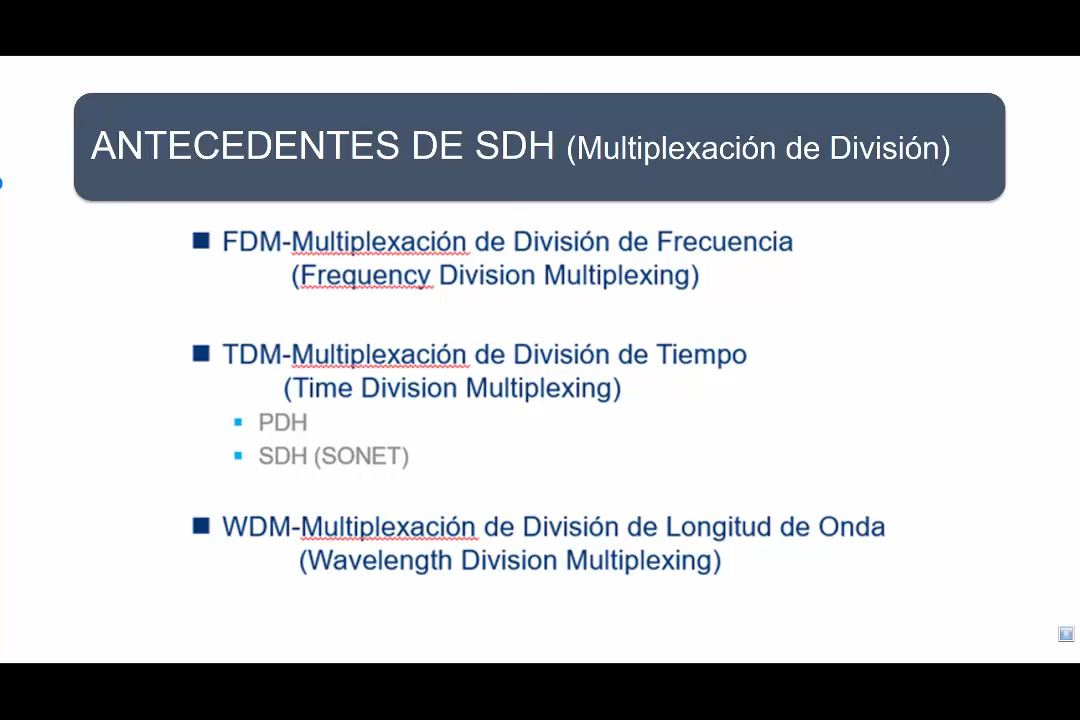 ANTECEDENTES DE SDH (Multiplexación de División)
FDM-Multiplexación de División de Frecuencia
(Frequency Division Multiplexing)
TDM-Multiplexación de División de Tiempo
(Time Division Multiplexing)
PDH
SDH (SONET)
WDM-Multiplexación de División de Longitud de Onda
(Wavelength Division Multiplexing)